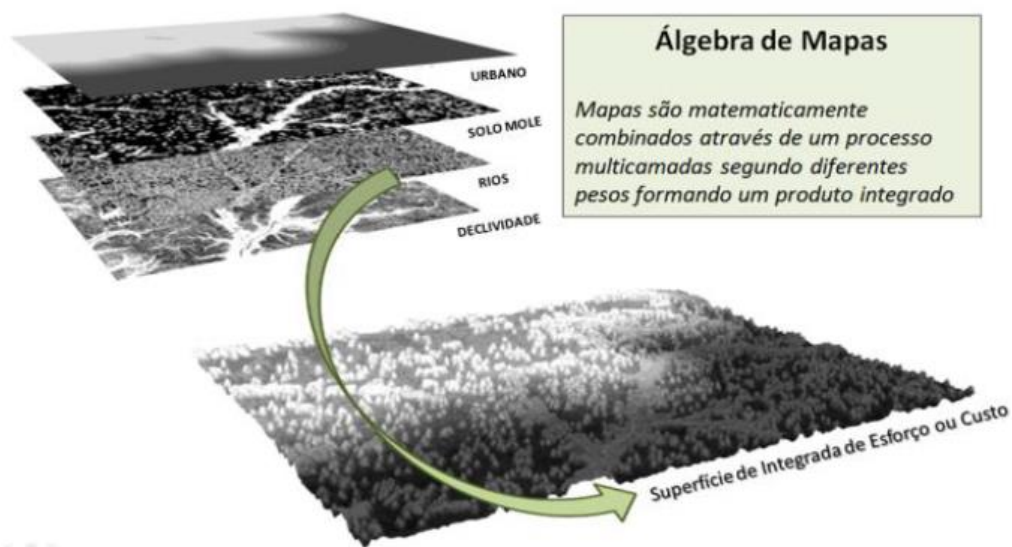 Álgebra de Mapas
Mapas são matematicamente
combinados através de um processo
multicamadas segundo diferentes
pesos formando um produto integrado
URBANO
SOLO MOLE
RIOS
DECLIVIDADE
Superfície de Integrada de Esforço ou Custo